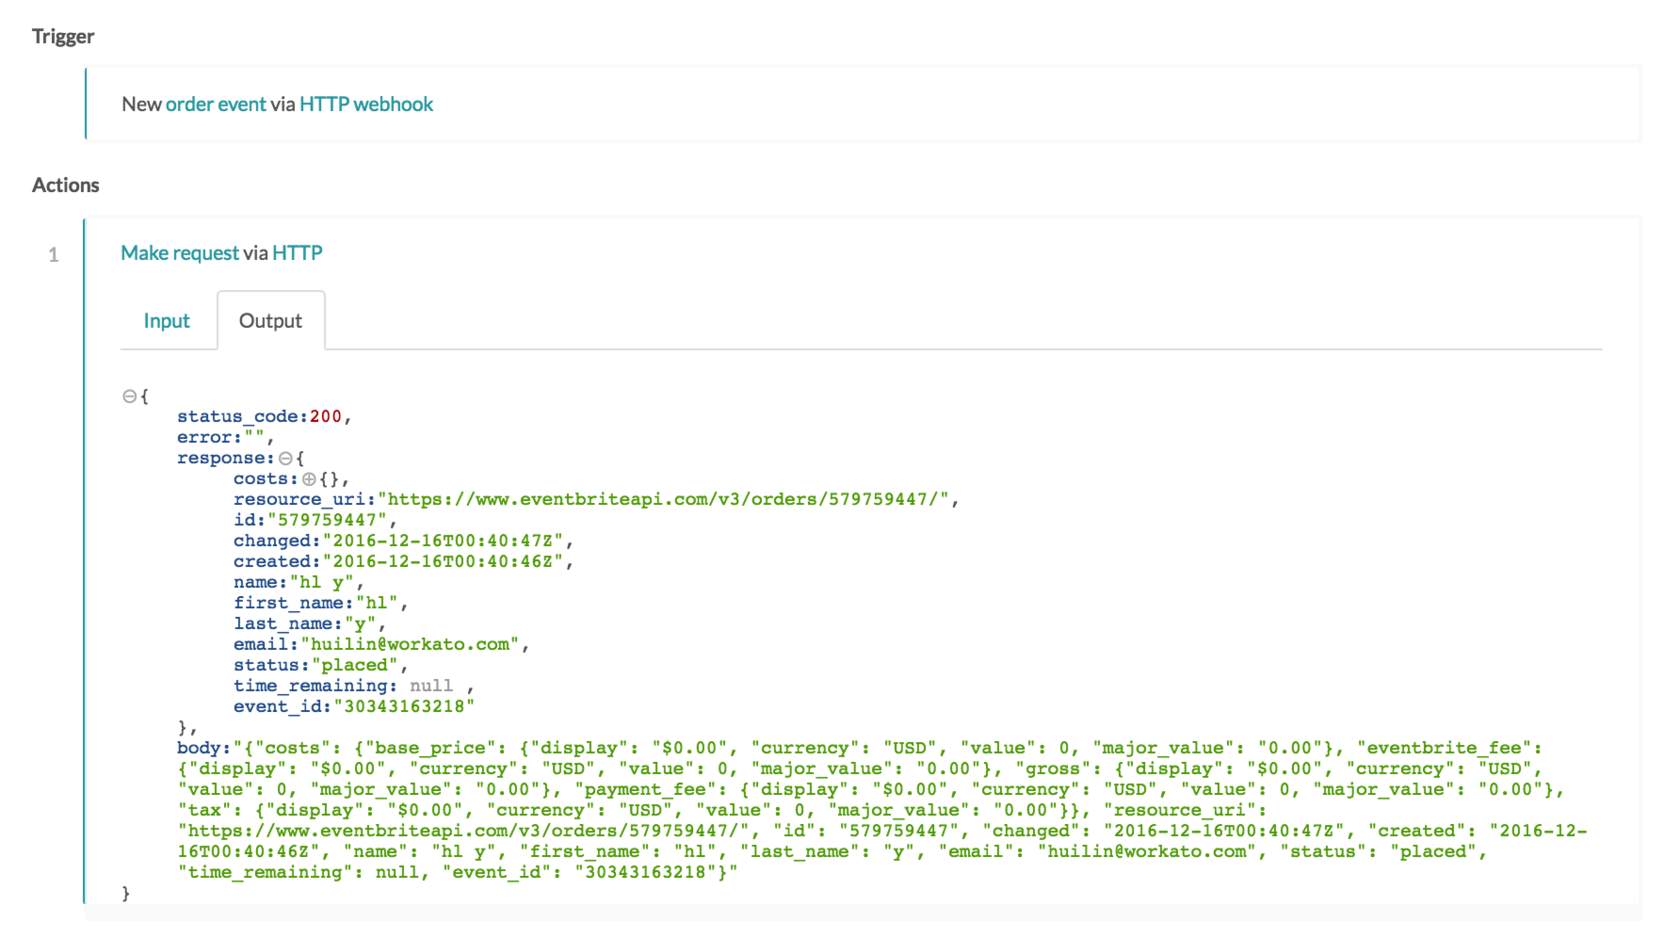 Trigger
New order event via HTTP webhook
Actions
1
Make request via HTTP
Input
Output
{
status_code:200,
error:"",
response:{
costs:{},
resource_uri:"https://www.eventbriteapi.com/v3/orders/579759447/",
id:"579759447",
changed:"2016-12-16T00:40:47Z",
created:"2016-12-16T00:40:46Z",
name:"hl y",
first_name:"hl",
last_name:"y",
email:"huilin@workato.com",
status:"placed",
time_remaining: null ,
event_id:"30343163218"
},
body:"{"costs": {"base_price": {"display": "$0.00", "currency": "USD", "value": 0, "major_value": "0.00"}, "eventbrite_fee":
{"display": "$0.00", "currency": "USD", "value": 0, "major_value": "0.00"}, "gross": {"display": "$0.00", "currency": "USD",
"value": 0, "major_value": "0.00"}, "payment_fee": {"display": "$0.00", "currency": "USD", "value": 0, "major_value": "0.00"},
"tax": {"display": "$0.00", "currency": "USD", "value": 0, "major_value": "0.00"}}, "resource_uri":
"https://www.eventbriteapi.com/v3/orders/579759447/", "id": "579759447", "changed": "2016-12-16T00:40:47Z", "created": "2016-12-
16T00:40:46Z", "name": "hl y", "first_name": "hl", "last_name": "y", "email": "huilin@workato.com", "status": "placed",
"time_remaining": null, "event_id": "30343163218"}"
}